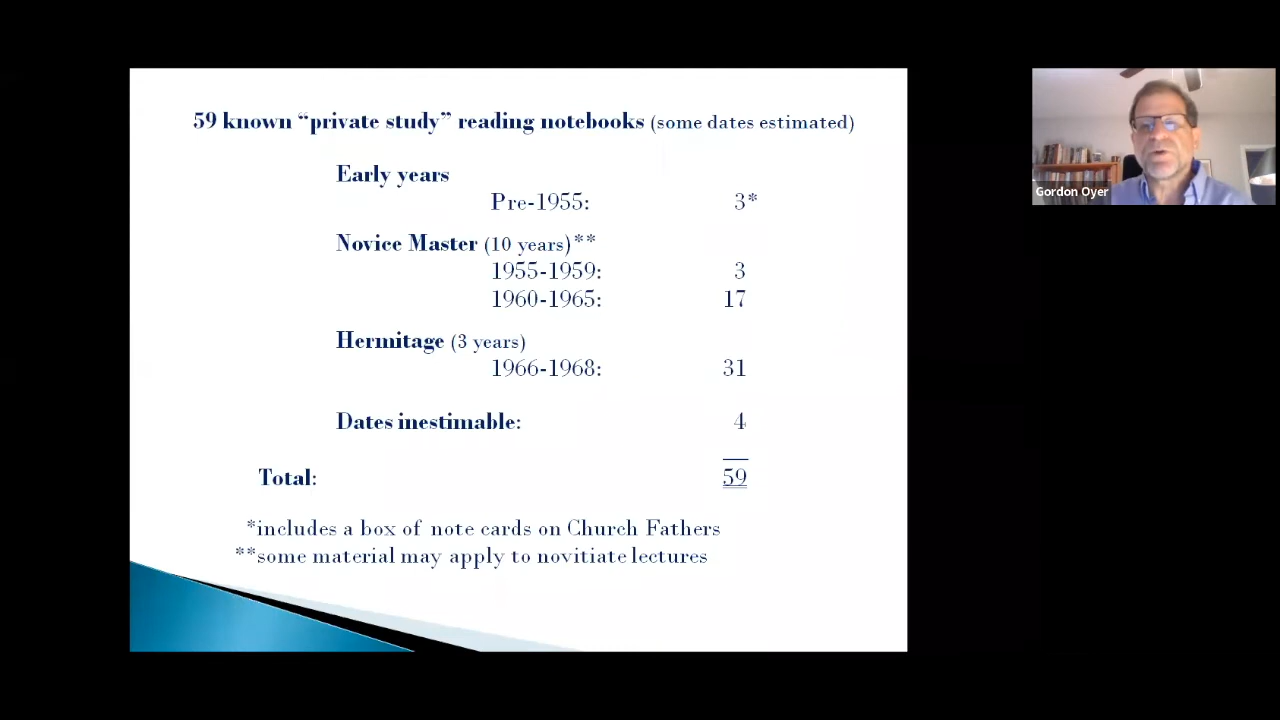 59 known “private study” reading notebooks (some dates estimated)
Early years
Pre-1955: 3*
Novice Master (10 years)**
1955-1959: 3
1960-1965: 17
Hermitage (3 years)
1966-1968: 31
Dates inestimable: 4
Total: 59
*includes a box of note cards on Church Fathers
**some material may apply to novitiate lectures
Gordon Oyer